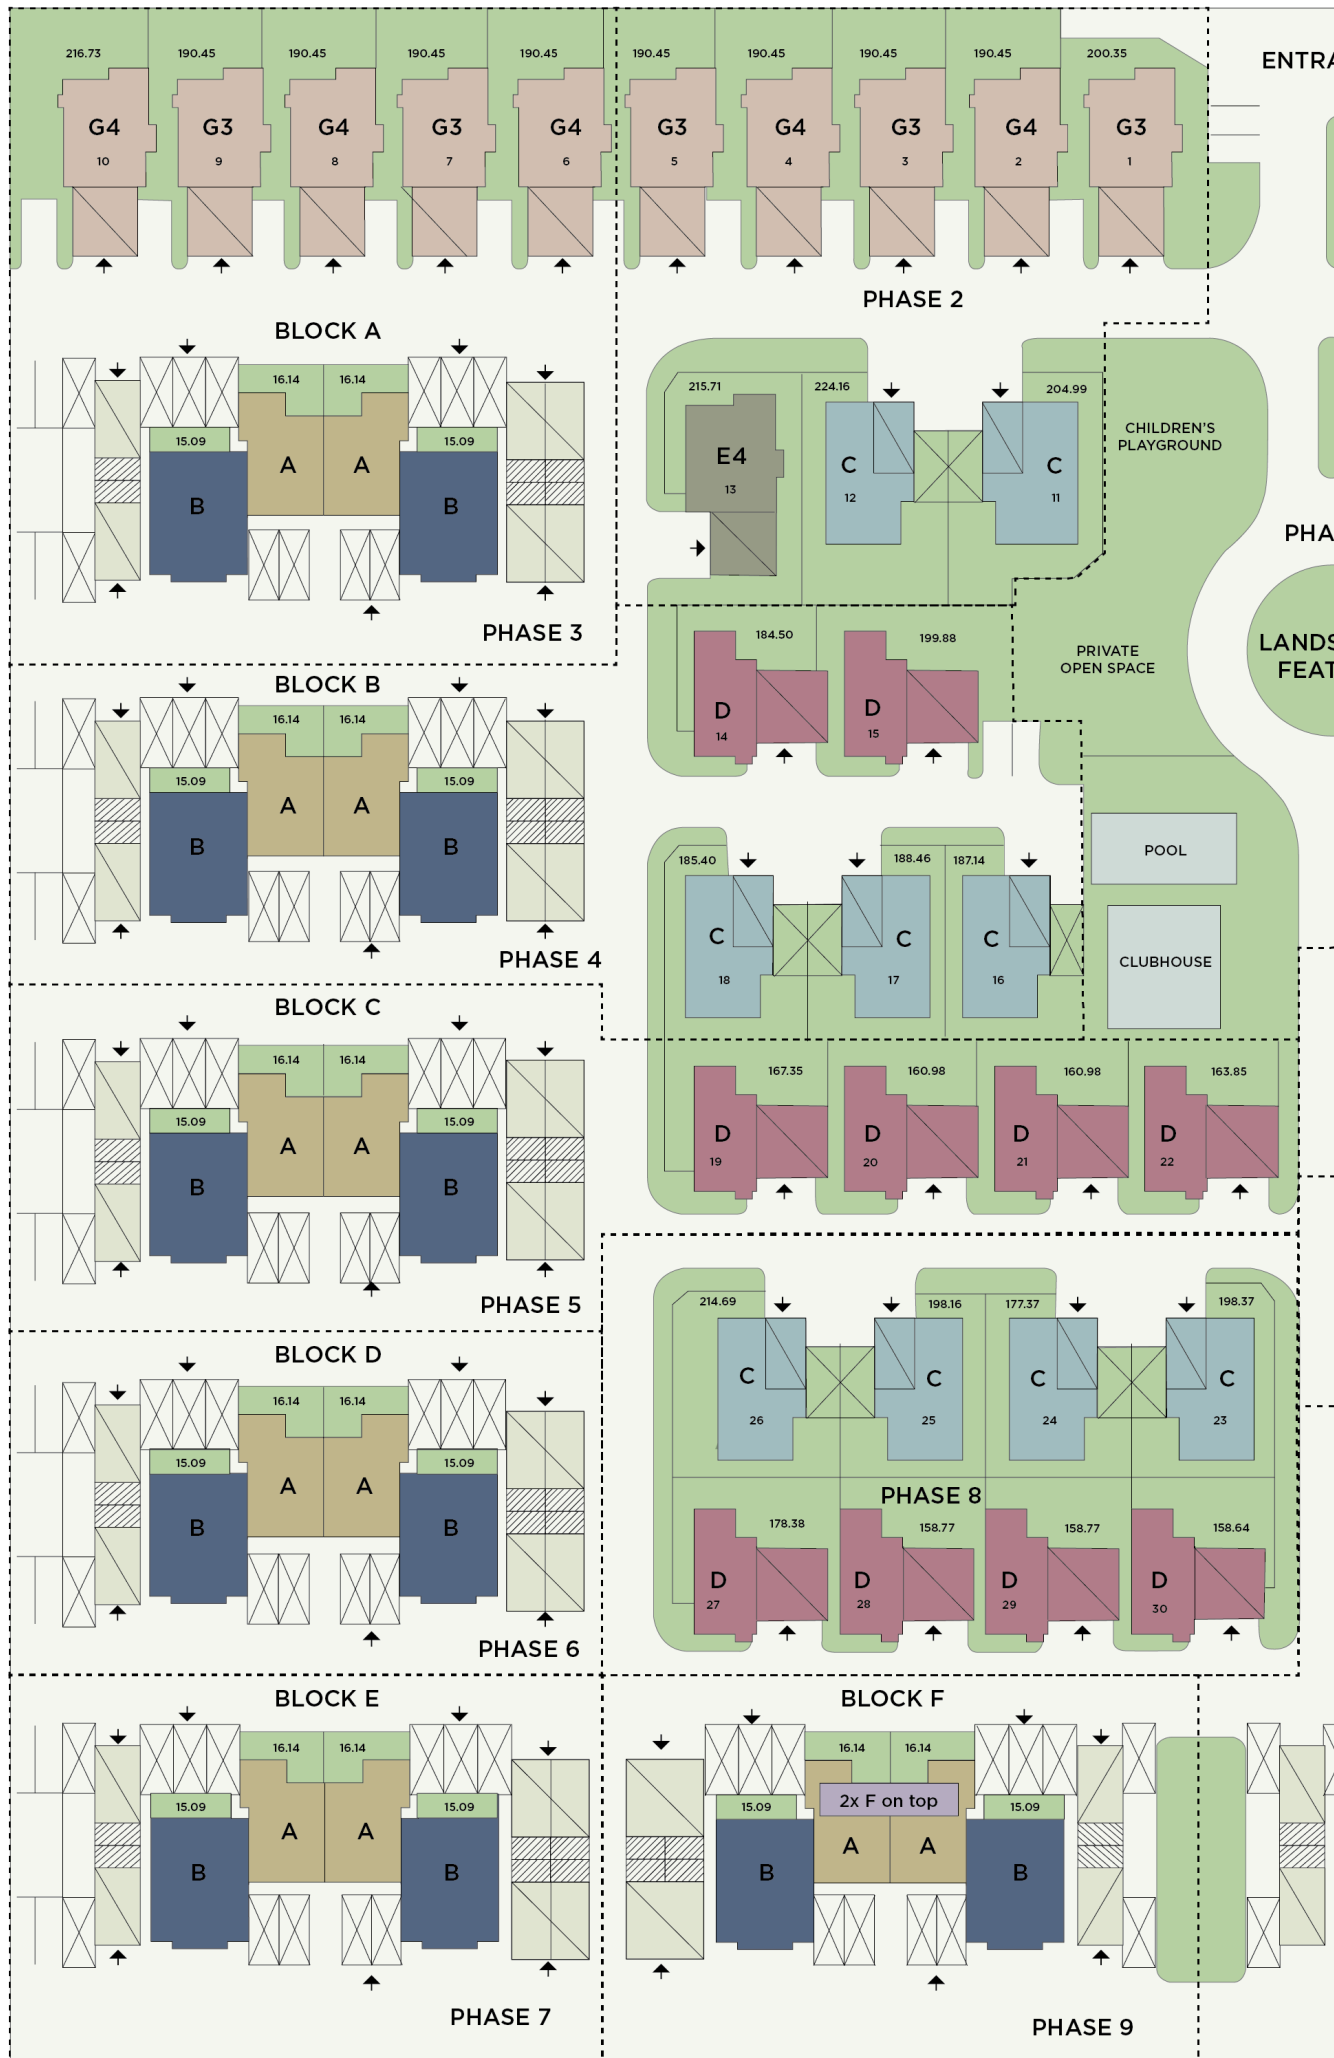 216.73 190.45 190.45 190.45 190.45 190.45 190.45 190.45 190.45 200.35
ENTRA
G4 G3 G4 G3 G4 G3 G4 G3 G4 G3
10 9 8 7 6 5 4 3 2 1
PHASE 2
BLOCK A
16.14 16.14
15.09 15.09
A A
B B
PHASE 3
215.71 224.16 204.99
E4
13
C C
12 11
CHILDREN'S
PLAYGROUND
PHA
184.50 199.88
D D
14 15
PRIVATE
OPEN SPACE
LANDS
FEAT
BLOCK B
16.14 16.14
15.09 15.09
A A
B B
PHASE 4
185.40 188.46 187.14
C C C
18 17 16
POOL
CLUBHOUSE
BLOCK C
16.14 16.14
15.09 15.09
A A
B B
PHASE 5
167.35 160.98 160.98 163.85
D D D D
19 20 21 22
BLOCK D
16.14 16.14
15.09 15.09
A A
B B
PHASE 6
214.69 198.16 177.37 198.37
C C C C
26 25 24 23
PHASE 8
178.38 158.77 158.77 158.64
D D D D
27 28 29 30
BLOCK E
16.14 16.14
15.09 15.09
A A
B B
PHASE 7
BLOCK F
16.14 16.14
2x F on top
15.09 15.09
A A
B B
PHASE 9